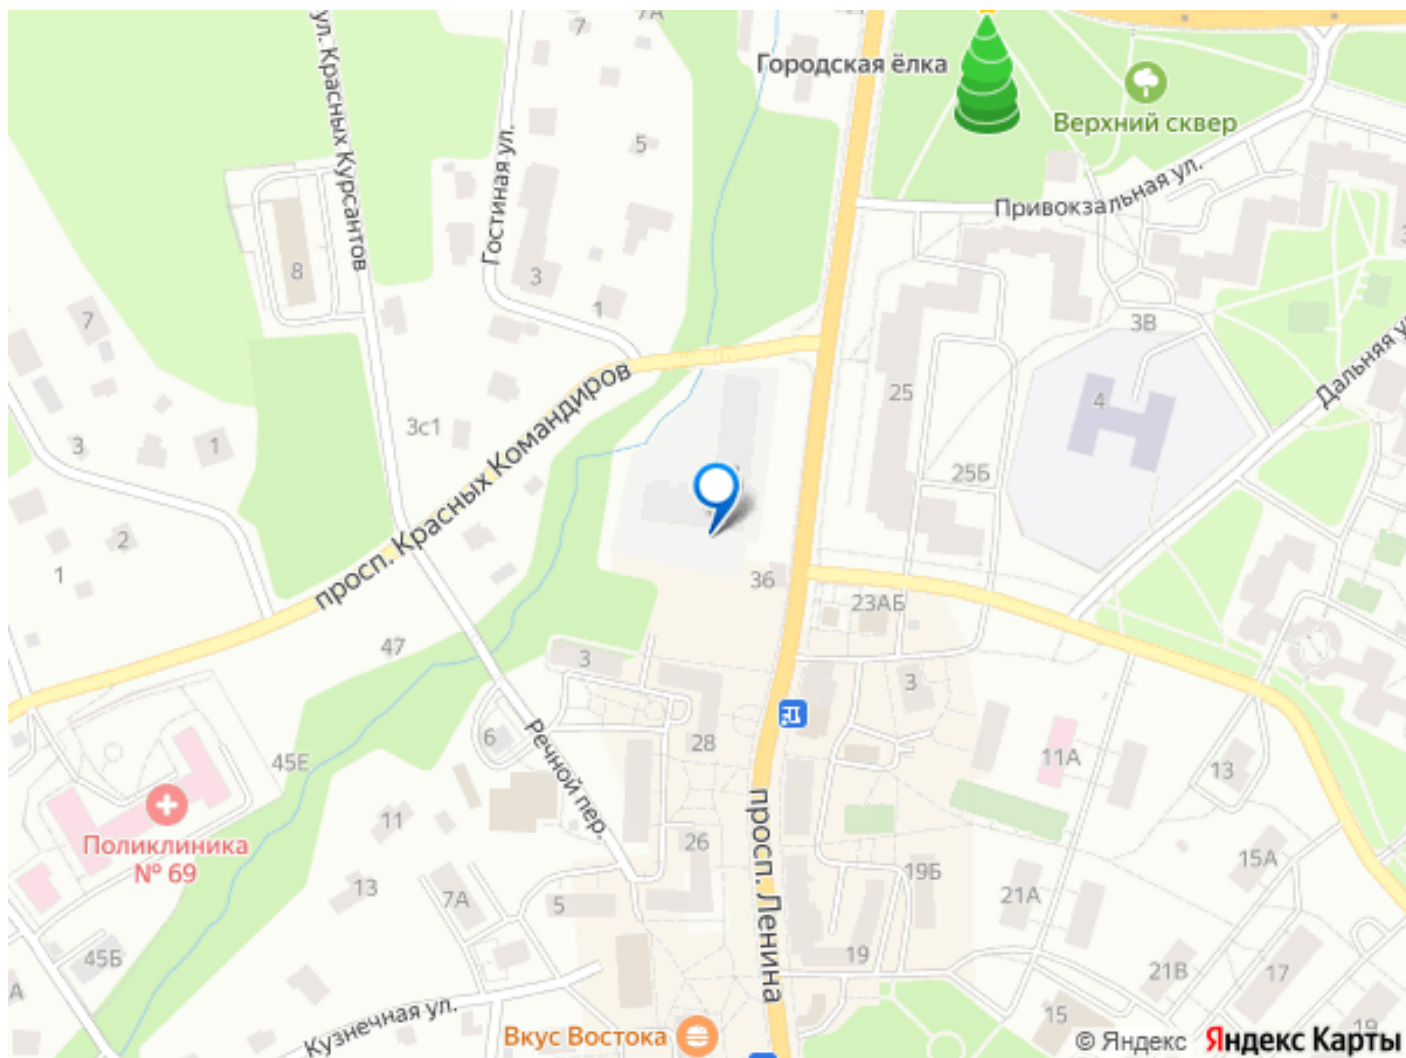 7А
7
ул. Красных Курсантов
Городская ёлка
Верхний сквер
5
Гостиная ул.
Привокзальная ул.
8
3
1
7
3В
Дальняя
просп. Красных Командиров
25
4
3с1
3
1
25Б
2
1
36
23АБ
47
3
3
6
28
Речной пер.
45Е
11А
13
Поликлиника
№ 69
11
26
просп. Ленина
15А
13
7А
5
19Б
21А
45Б
19
21В
17
А
Кузнечная ул.
Вкус Востока
15
19
© Яндекс
Яндекс Карты